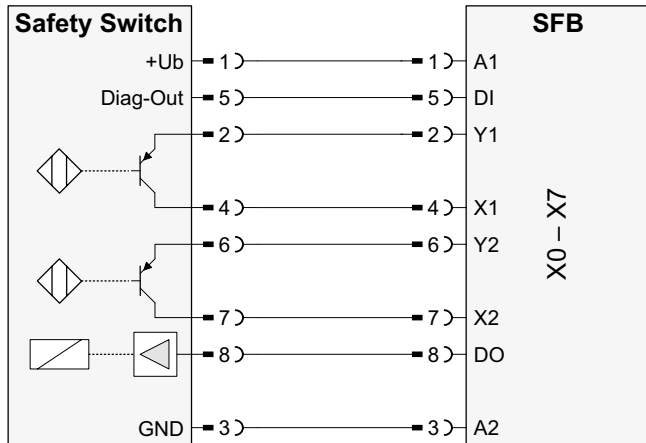 Safety Switch SFB
+Ub 1 1 A1
Diag-Out 5 5 DI
2 2 Y1
4 4 X1
6 6 Y2
7 7 X2
8 8 DO
GND 3 3 A2
X0 – X7